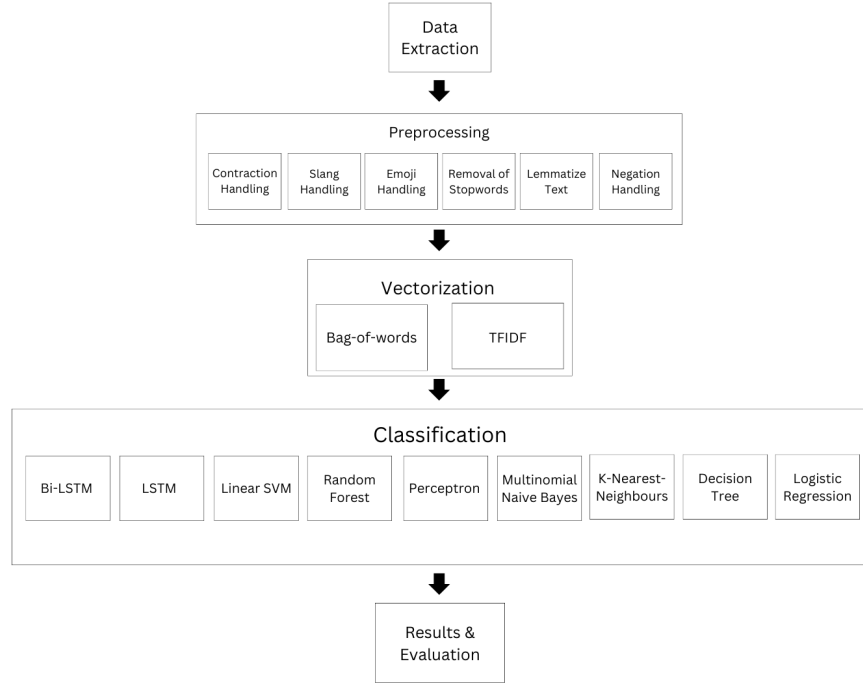 Data
Extraction
Preprocessing
Contraction
Handling
Slang
Handling
Emoji
Handling
Removal of
Stopwords
Lemmatize
Text
Negation
Handling
Vectorization
Bag-of-words
TFIDF
Classification
Bi-LSTM
LSTM
Linear SVM
Random
Forest
Perceptron
Multinomial
Naive Bayes
K-Nearest-
Neighbours
Decision
Tree
Logistic
Regression
Results &
Evaluation